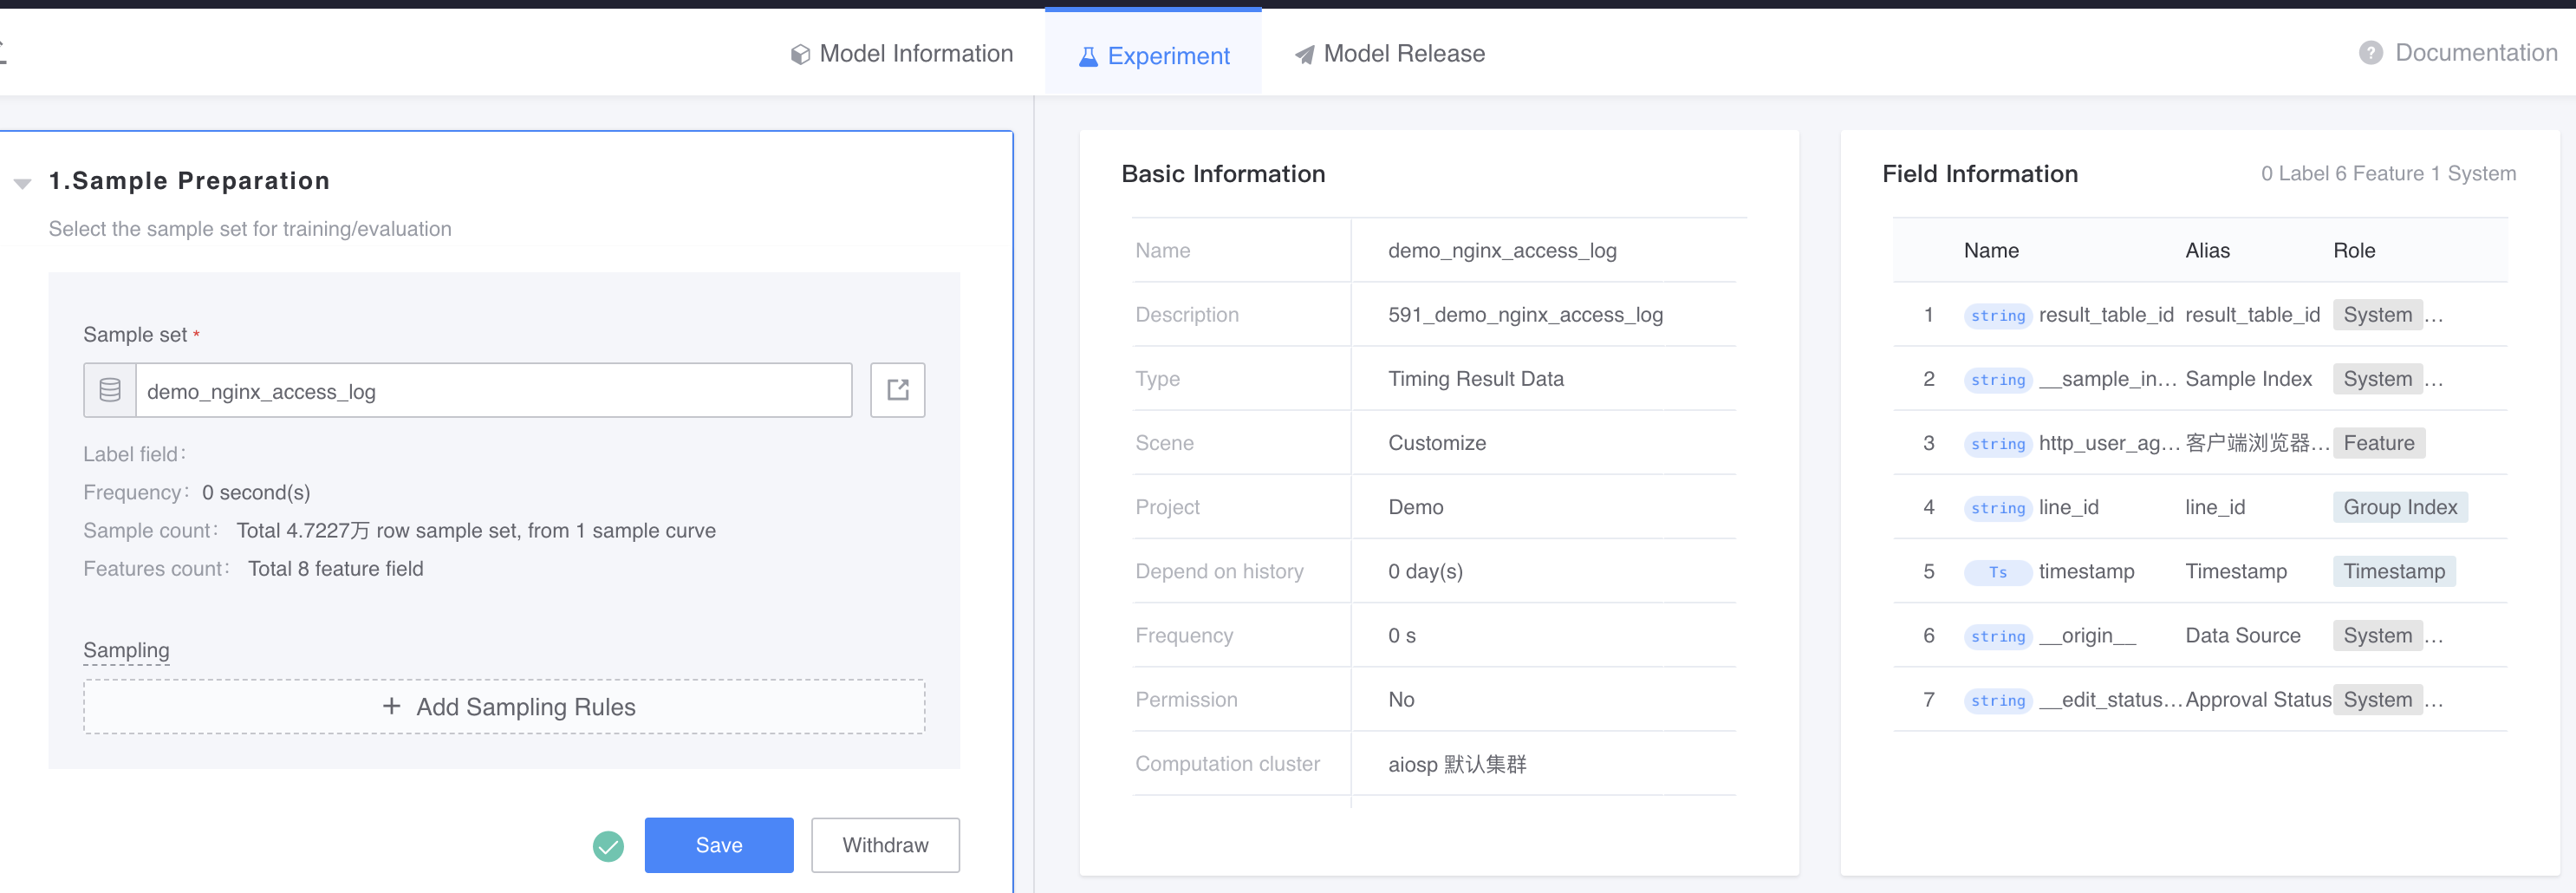 Model Information
Experiment
Model Release
? Documentation
1.Sample Preparation
Select the sample set for training/evaluation
Sample set *
demo_nginx_access_log
Label field:
Frequency: 0 second(s)
Sample count: Total 4.7227万 row sample set, from 1 sample curve
Features count: Total 8 feature field
Sampling
+ Add Sampling Rules
Save
Withdraw
Basic Information
Name demo_nginx_access_log
Description 591_demo_nginx_access_log
Type Timing Result Data
Scene Customize
Project Demo
Depend on history 0 day(s)
Frequency 0 s
Permission No
Computation cluster aiosp 默认集群
Field Information 0 Label 6 Feature 1 System
Name Alias Role
1 string result_table_id result_table_id System ...
2 string __sample_in... Sample Index System ...
3 string http_user_ag... 客户端浏览器... Feature
4 string line_id line_id Group Index
5 Ts timestamp Timestamp Timestamp
6 string __origin__ Data Source System ...
7 string __edit_status... Approval Status System ...